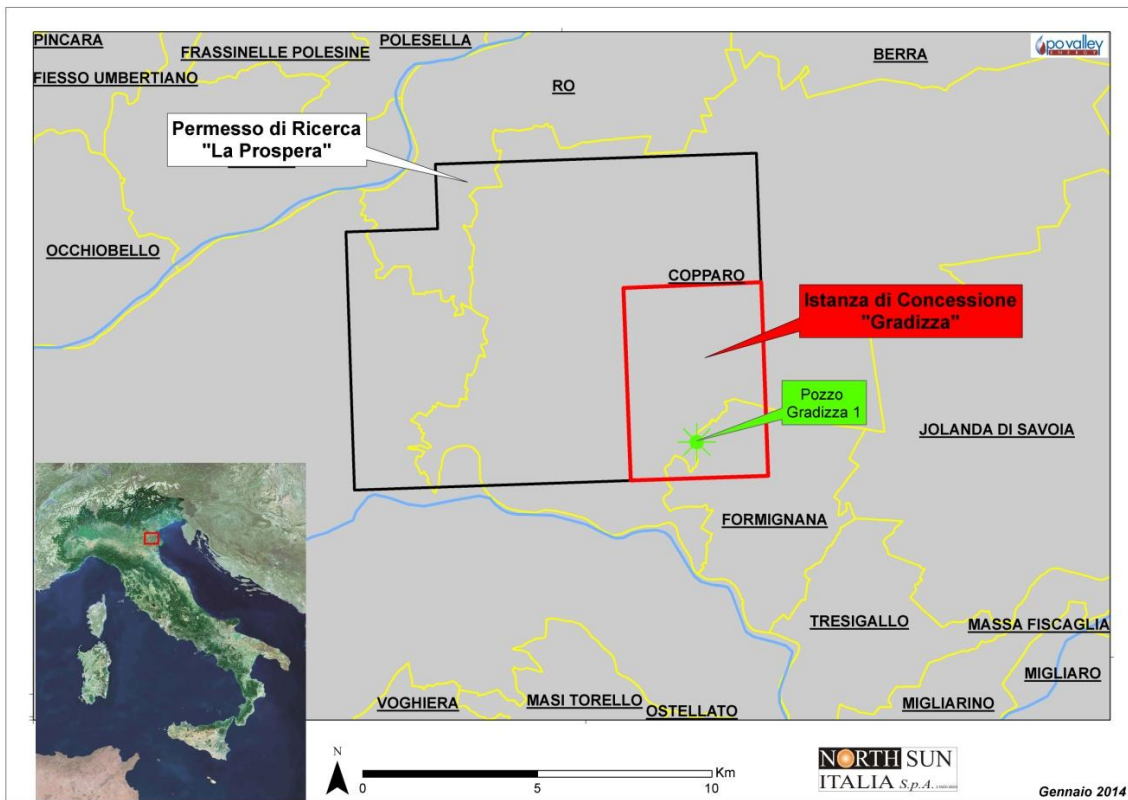 PINCARA
FRASSINELLE POLESINE
POLESELLA
FIESSO UMBERTIANO
RO
BERRA
povalley
ENERGY
Permesso di Ricerca
"La Prospera"
OCCHIOBELLO
COPPARO
Istanza di Concessione
"Gradizza"
Pozzo
Gradizza 1
JOLANDA DI SAVOIA
FORMIGNANA
TRESIGALLO
MASSA FISCAGLIA
MIGLIARO
MIGLIARINO
VOGHIERA
MASI TORELLO
OSTELLATO
N
Km
0 5 10
NORTH SUN
ITALIA S.p.A.
Gennaio 2014